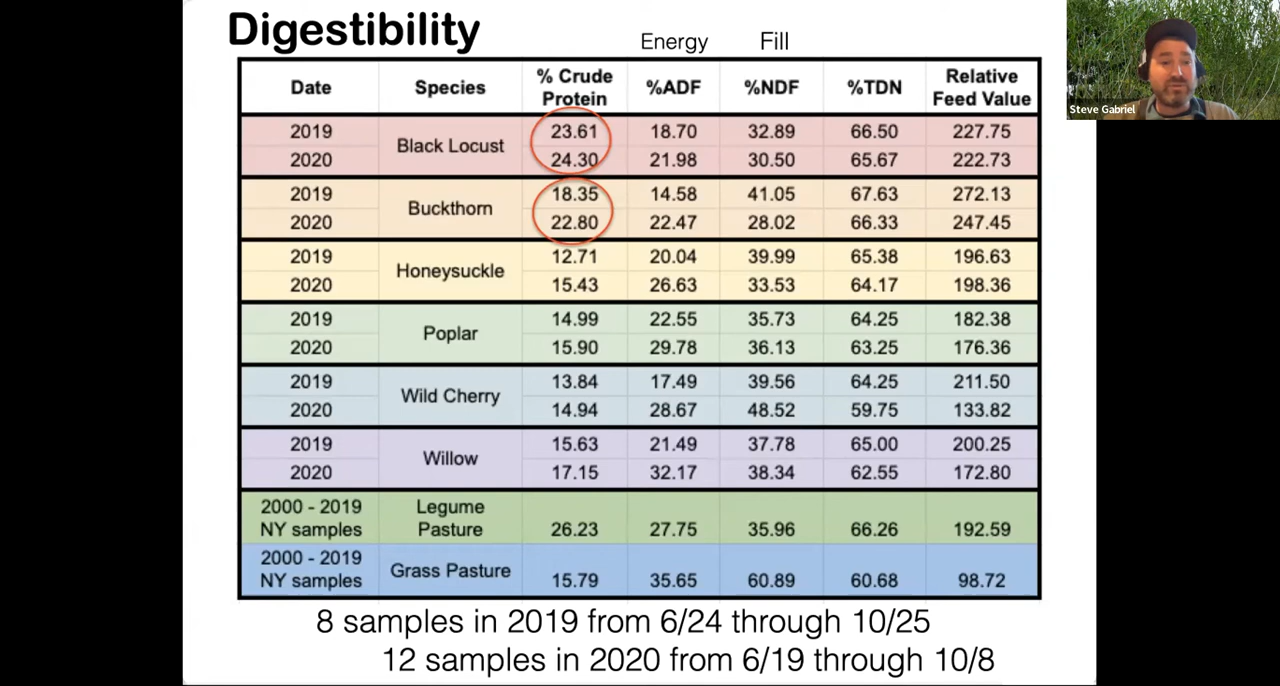 Digestibility
Energy Fill
Date Species % Crude Protein %ADF %NDF %TDN Relative Feed Value
2019 23.61 18.70 32.89 66.50 227.75
Black Locust
2020 24.30 21.98 30.50 65.67 222.73
2019 18.35 14.58 41.05 67.63 272.13
Buckthorn
2020 22.80 22.47 28.02 66.33 247.45
2019 12.71 20.04 39.99 65.38 196.63
Honeysuckle
2020 15.43 26.63 33.53 64.17 198.36
2019 14.99 22.55 35.73 64.25 182.38
Poplar
2020 15.90 29.78 36.13 63.25 176.36
2019 13.84 17.49 39.56 64.25 211.50
Wild Cherry
2020 14.94 28.67 48.52 59.75 133.82
2019 15.63 21.49 37.78 65.00 200.25
Willow
2020 17.15 32.17 38.34 62.55 172.80
2000 - 2019 Legume
NY samples Pasture 26.23 27.75 35.96 66.26 192.59
2000 - 2019
NY samples Grass Pasture 15.79 35.65 60.89 60.68 98.72
8 samples in 2019 from 6/24 through 10/25
12 samples in 2020 from 6/19 through 10/8
Steve Gabriel